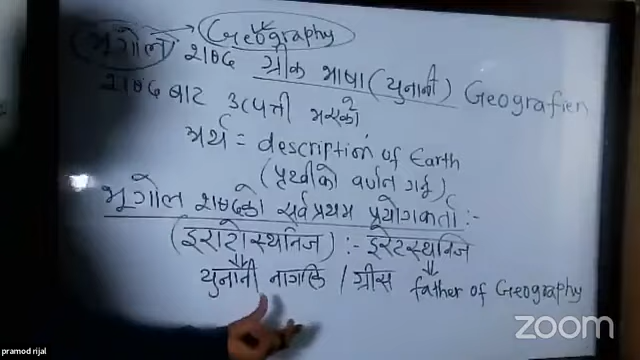 Geography
भूगोल शब्द ग्रीक भाषा (युनानी) Geografien
शब्द बाट उत्पत्ती भएको
अर्थ = description of Earth
(पृथ्वीको वर्णन गर्नु)
भूगोल शब्दको सर्वप्रथम प्रयोगकर्ता :-
(इराटोस्थनिज) :- इरेटस्थनिज
युनानी नागरिक / ग्रीस father of Geography
zoom
pramod rijal